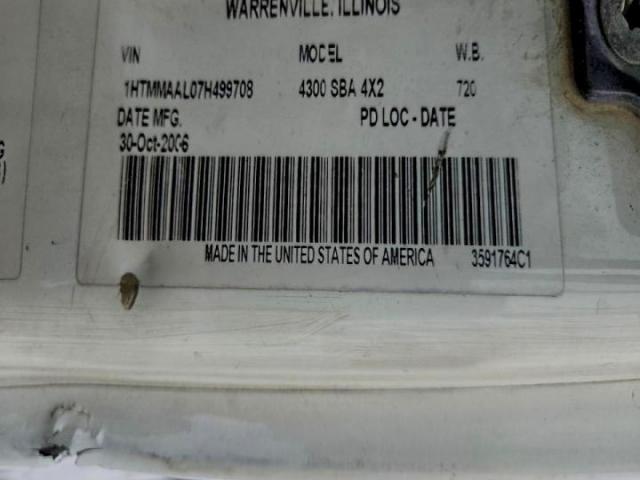 WARRENVILLE, ILLINOIS
VIN MODEL W.B.
1HTMMAAL07H499708 4300 SBA 4X2 720
DATE MFG. PD LOC - DATE
30-Oct-2006
MADE IN THE UNITED STATES OF AMERICA 3591764C1